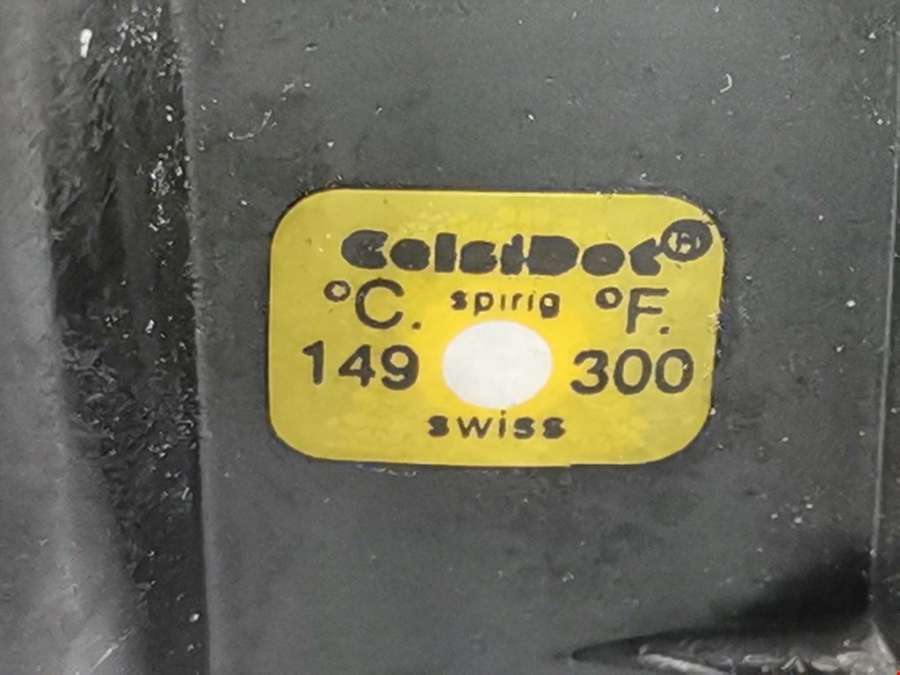 CelsiDot®
°C. spirig °F.
149 300
swiss